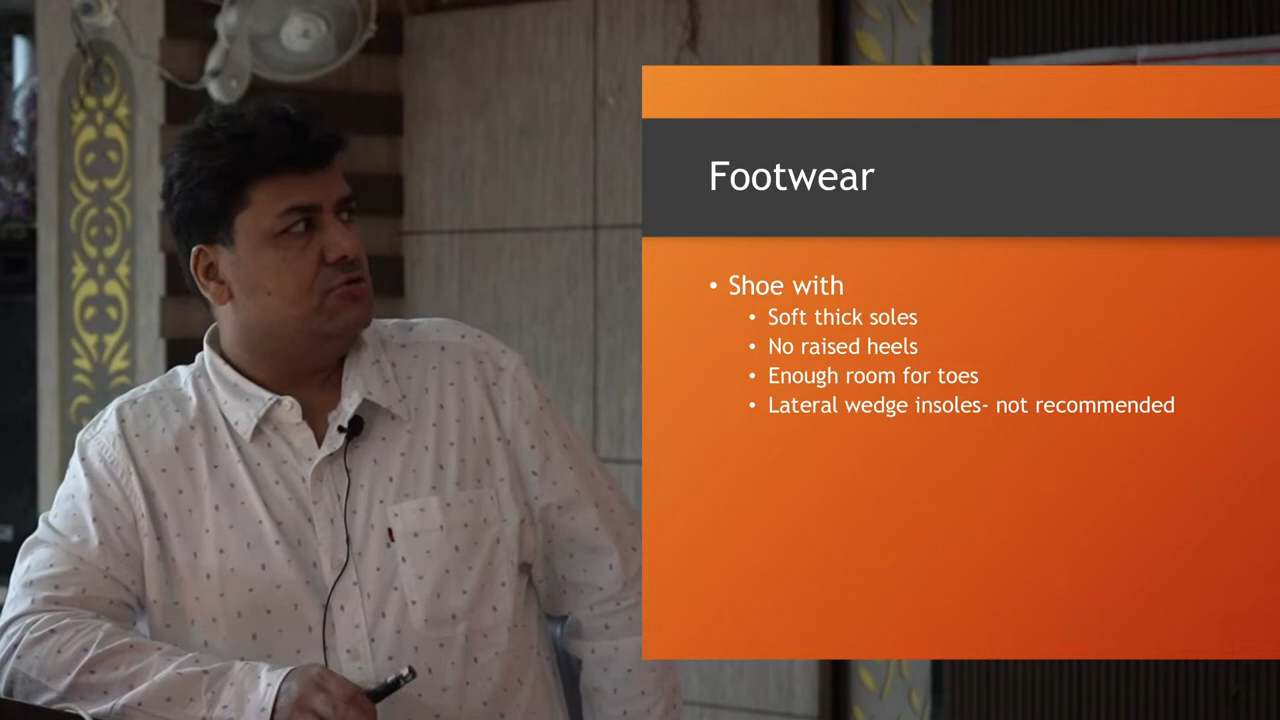 Footwear
• Shoe with
• Soft thick soles
• No raised heels
• Enough room for toes
• Lateral wedge insoles- not recommended